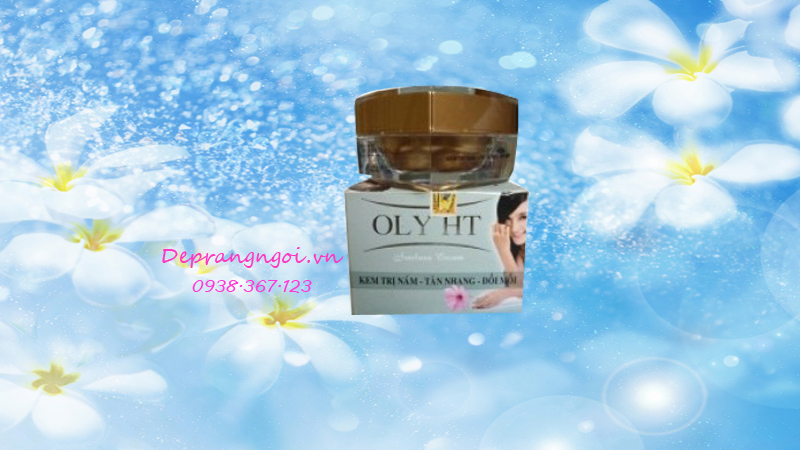 OLY HT
Deprangngoi.vn
0938·367·123
KEM TRỊ NÁM - TÀN NHANG - ĐỒI MỒI